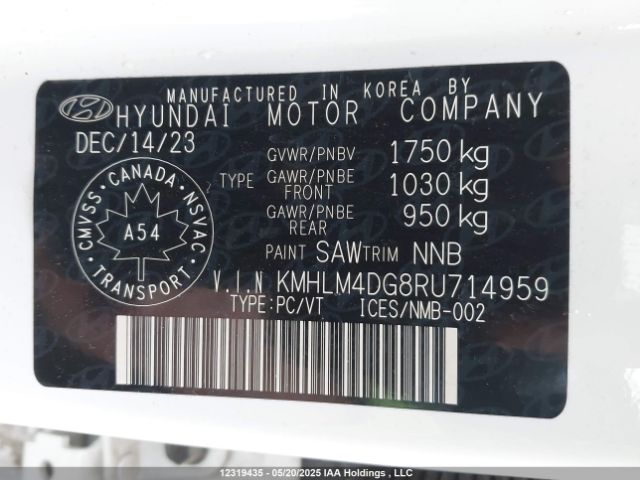 MANUFACTURED IN KOREA BY
HYUNDAI MOTOR COMPANY
DEC/14/23
GVWR/PNBV 1750 kg
TYPE GAWR/PNBE FRONT 1030 kg
GAWR/PNBE REAR 950 kg
CANADA
CMVSS NSVAC
A54
TRANSPORT
PAINT SAW TRIM NNB
V.I.N KMHLM4DG8RU714959
TYPE:PC/VT ICES/NMB-002
12319435 - 05/20/2025 IAA Holdings , LLC